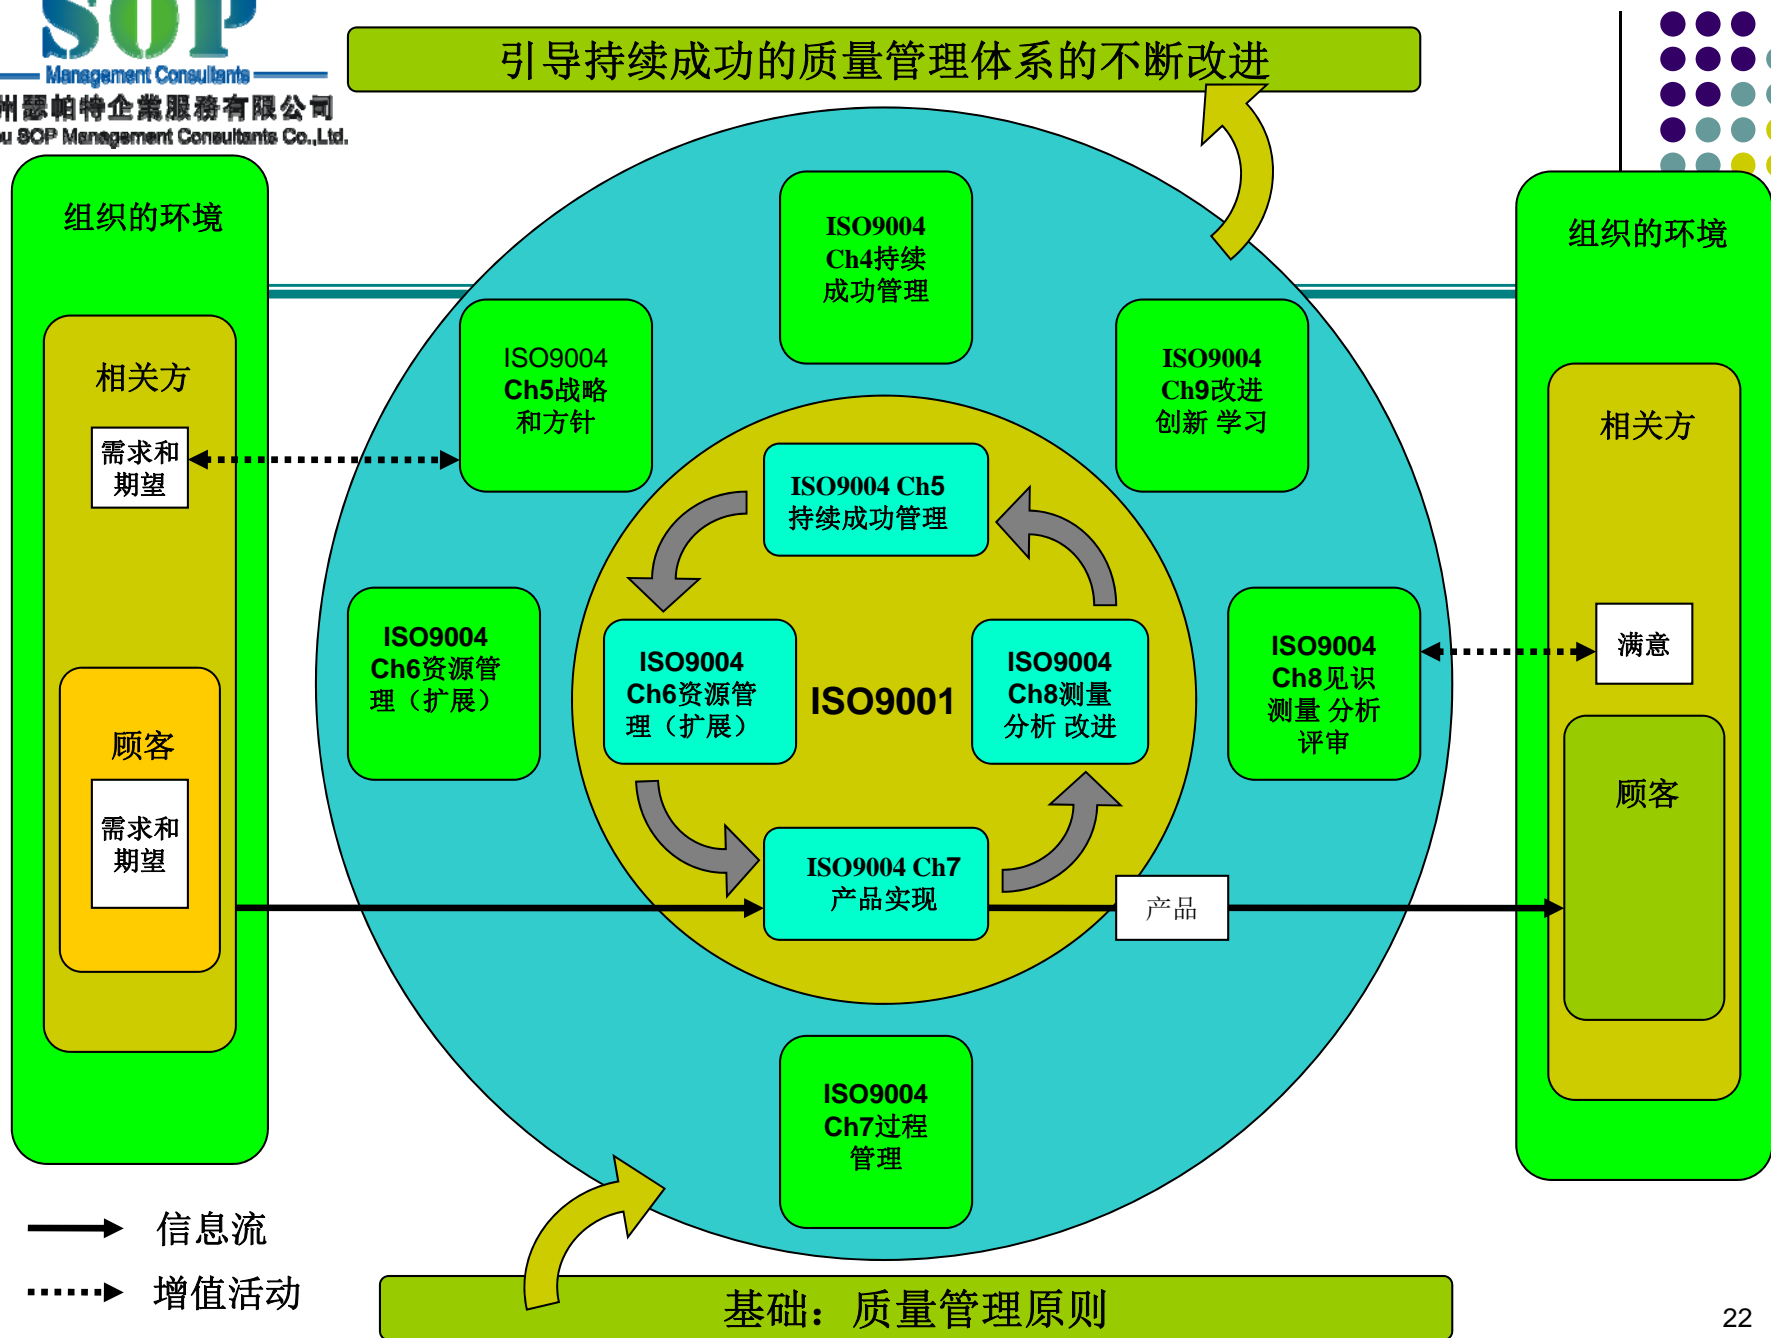 SOP
Management Consultants
州瑟帕特企業服務有限公司
u SOP Management Consultants Co.,Ltd.
引导持续成功的质量管理体系的不断改进
组织的环境
相关方
需求和
期望
顾客
需求和
期望
ISO9004
Ch4持续
成功管理
ISO9004
Ch5战略
和方针
ISO9004
Ch9改进
创新 学习
ISO9004 Ch5
持续成功管理
ISO9004
Ch6资源管
理（扩展）
ISO9004
Ch6资源管
理（扩展）
ISO9001
ISO9004
Ch8测量
分析 改进
ISO9004
Ch8见识
测量 分析
评审
ISO9004 Ch7
产品实现
产品
ISO9004
Ch7过程
管理
组织的环境
相关方
满意
顾客
信息流
增值活动
基础：质量管理原则
22